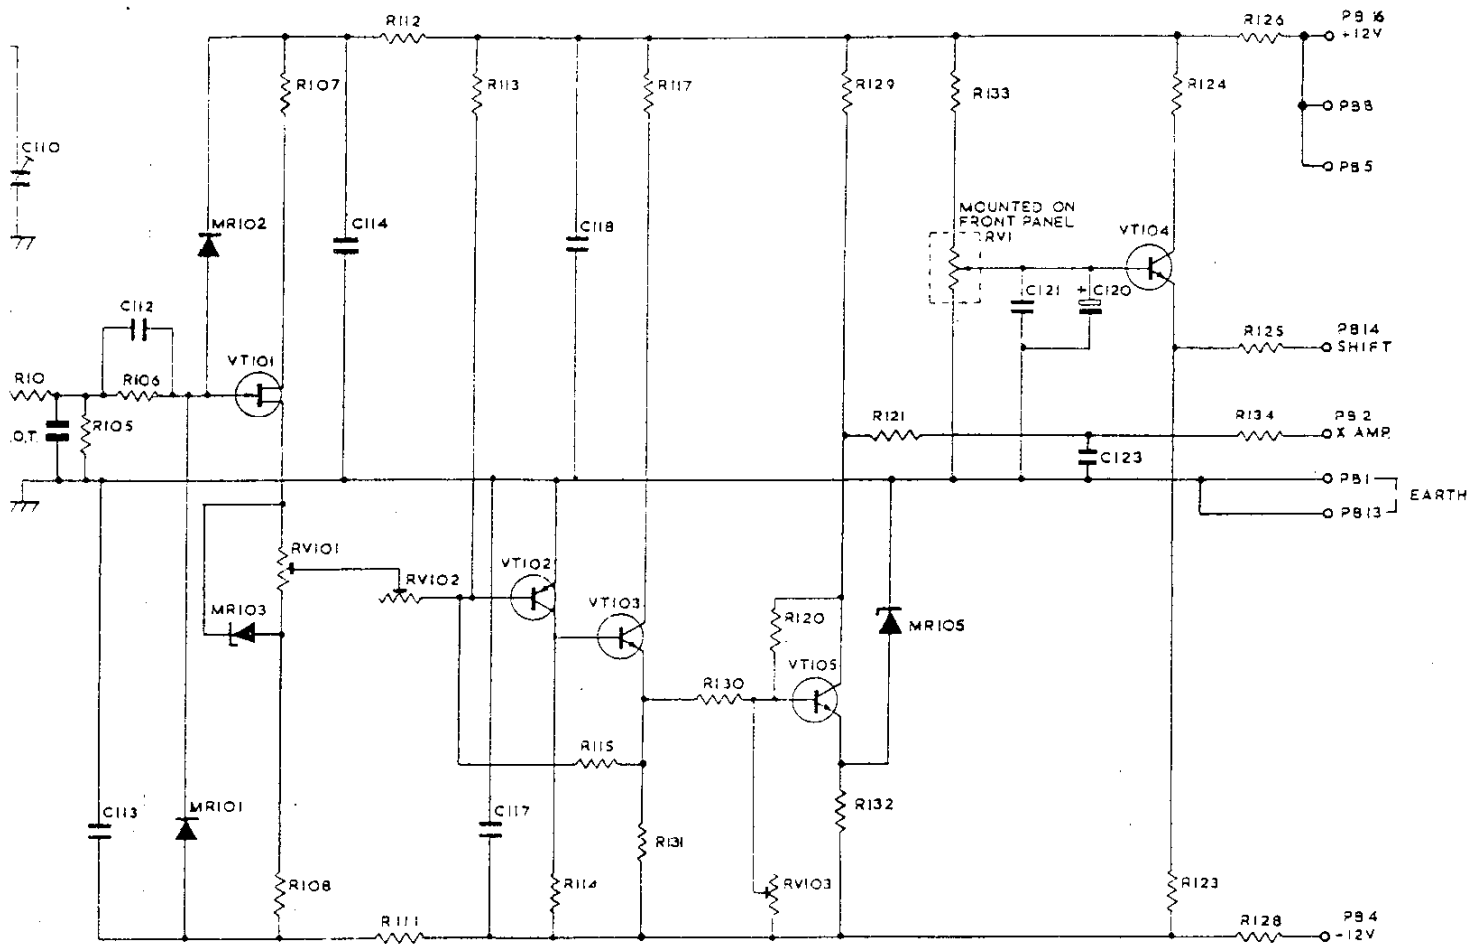 R112
R126
PB 16
+12V
R107
R113
R117
R129
R133
R124
PB8
PB5
C110
MR102
C114
C118
MOUNTED ON
FRONT PANEL
RV1
VT104
C121
+
C120
C112
VT101
R125
PB14
SHIFT
R10
R106
R105
.O.T.
R121
R134
PB 2
X AMP
C123
PB1
PB13
EARTH
RV101
RV102
VT102
VT103
MR103
R120
MR105
VT105
R130
R115
C113
MR101
C117
R131
R132
R108
R114
RV103
R123
R111
R128
PB4
-12V